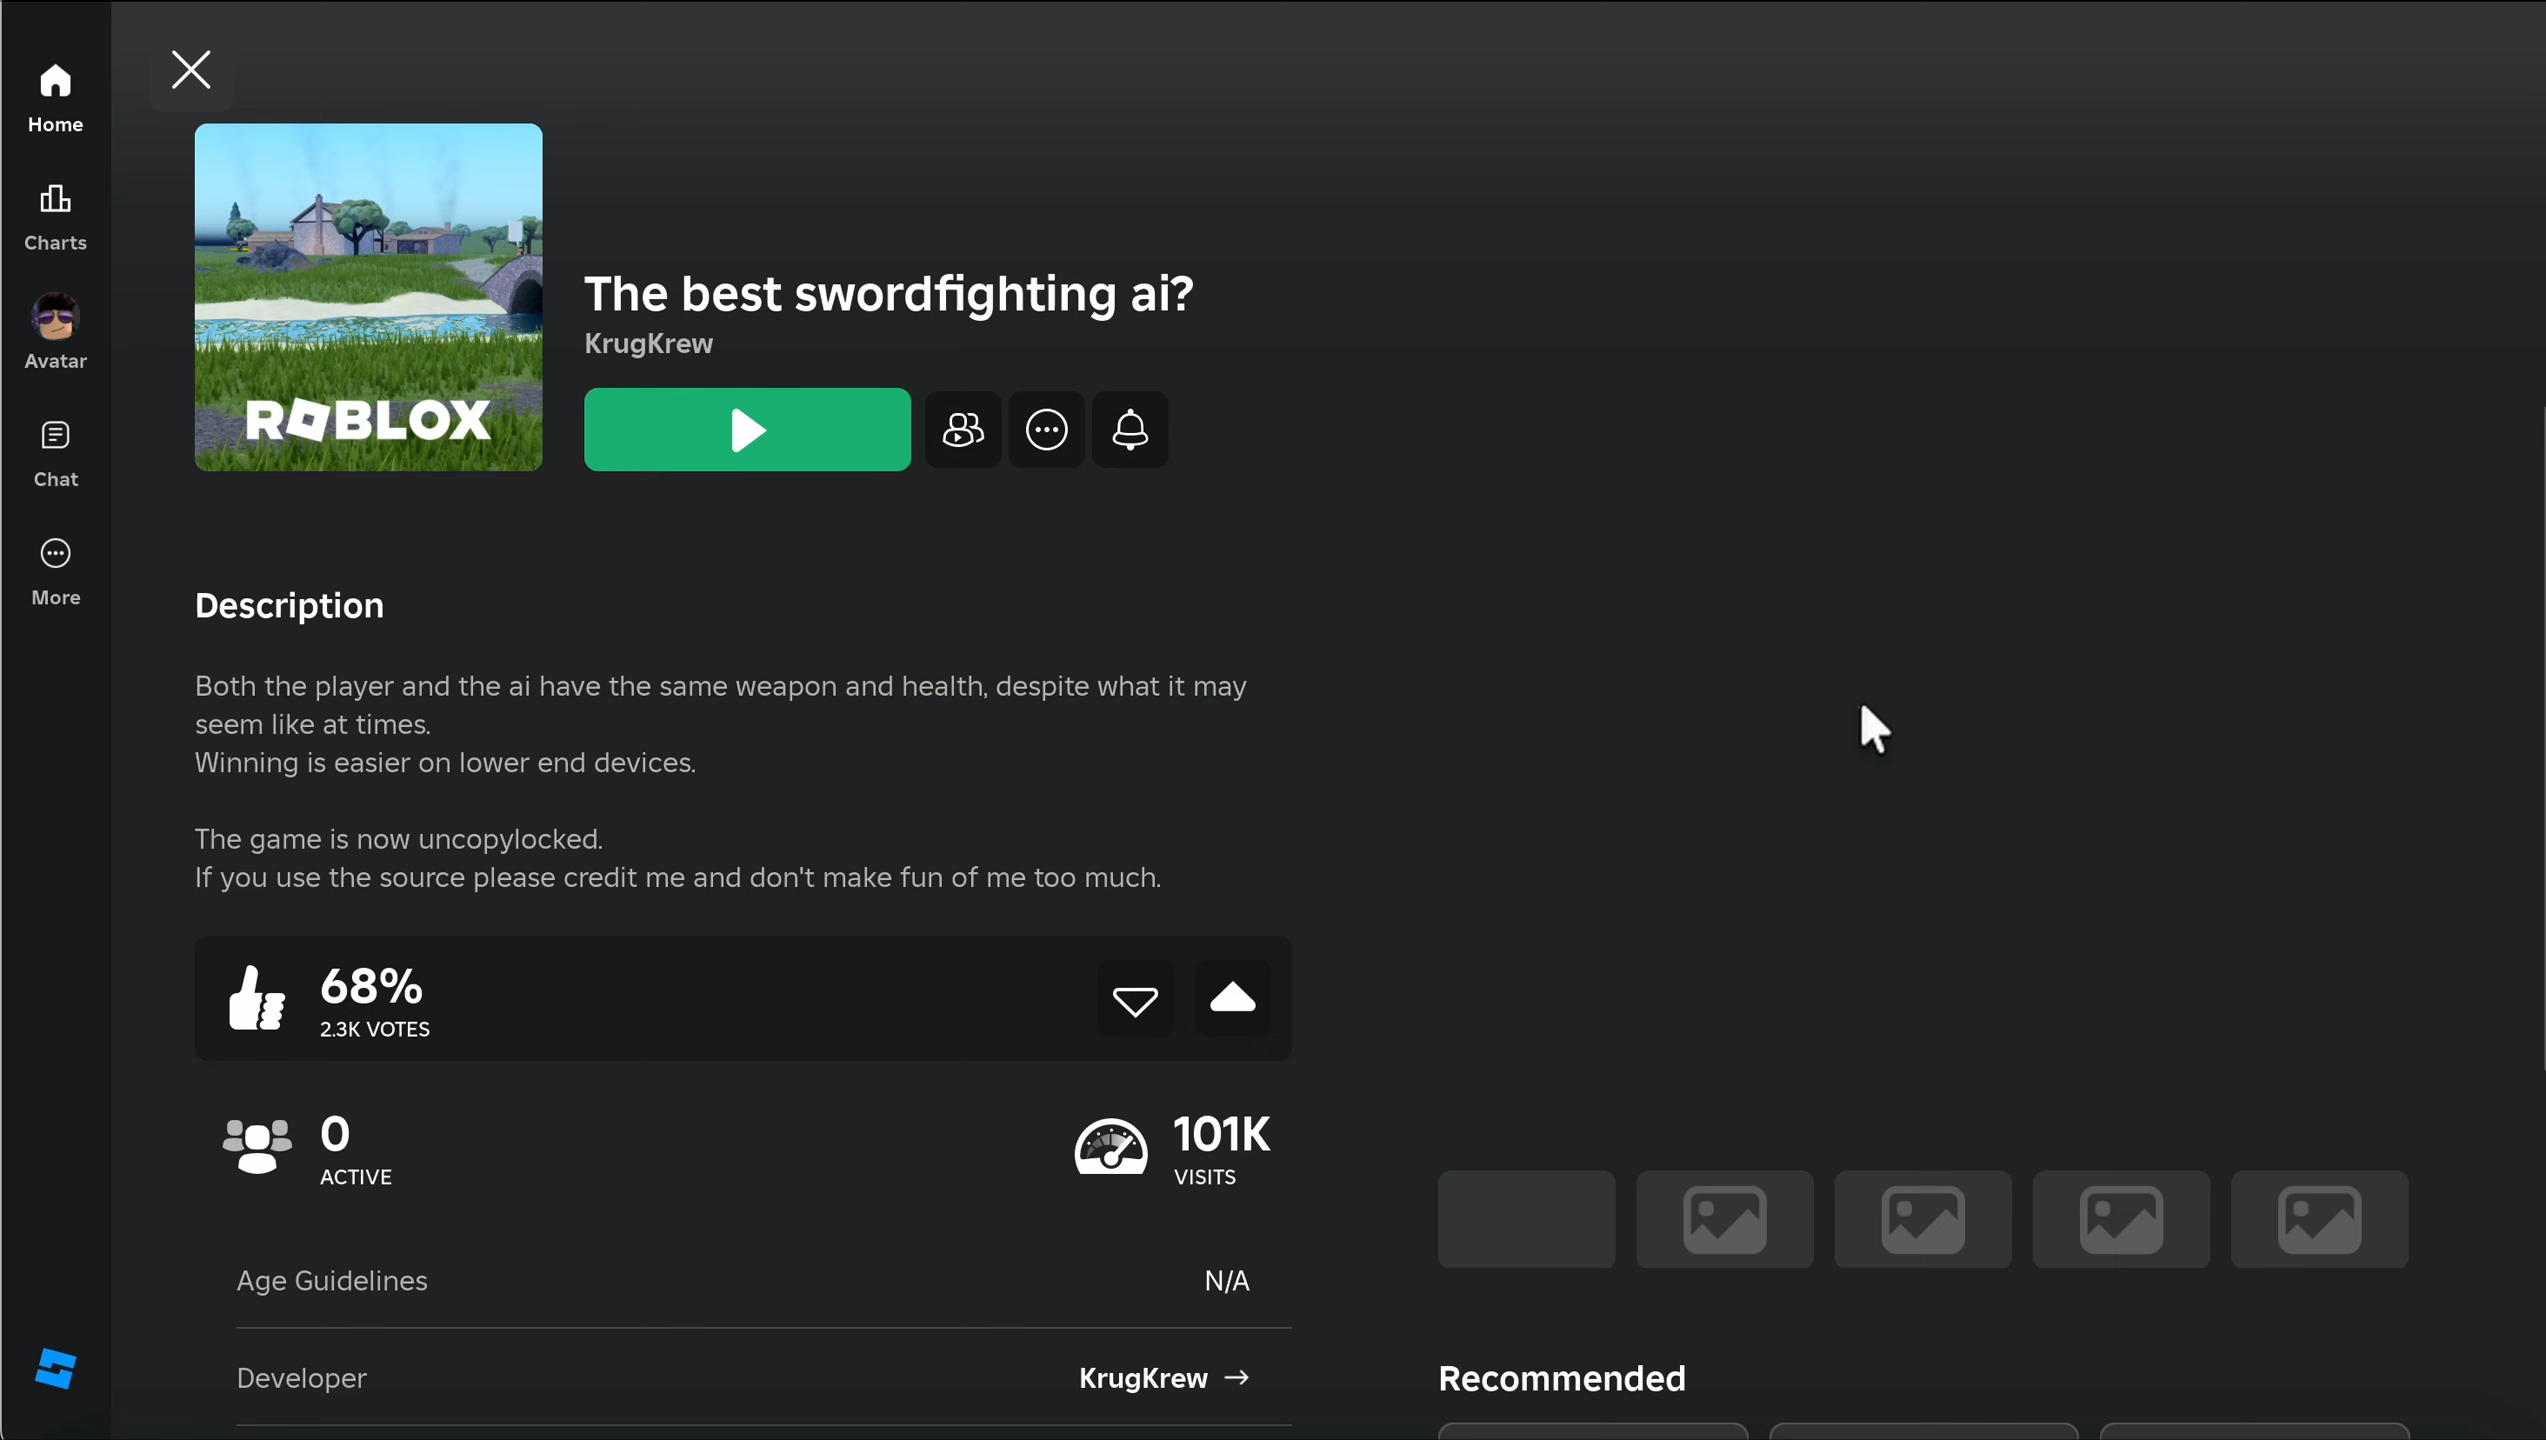 Home
Charts
Avatar
Chat
More
ROBLOX
The best swordfighting ai?
KrugKrew
Description
Both the player and the ai have the same weapon and health, despite what it may
seem like at times.
Winning is easier on lower end devices.
The game is now uncopylocked.
If you use the source please credit me and don't make fun of me too much.
68%
2.3K VOTES
0
ACTIVE
101K
VISITS
Age Guidelines
N/A
Developer
KrugKrew
Recommended